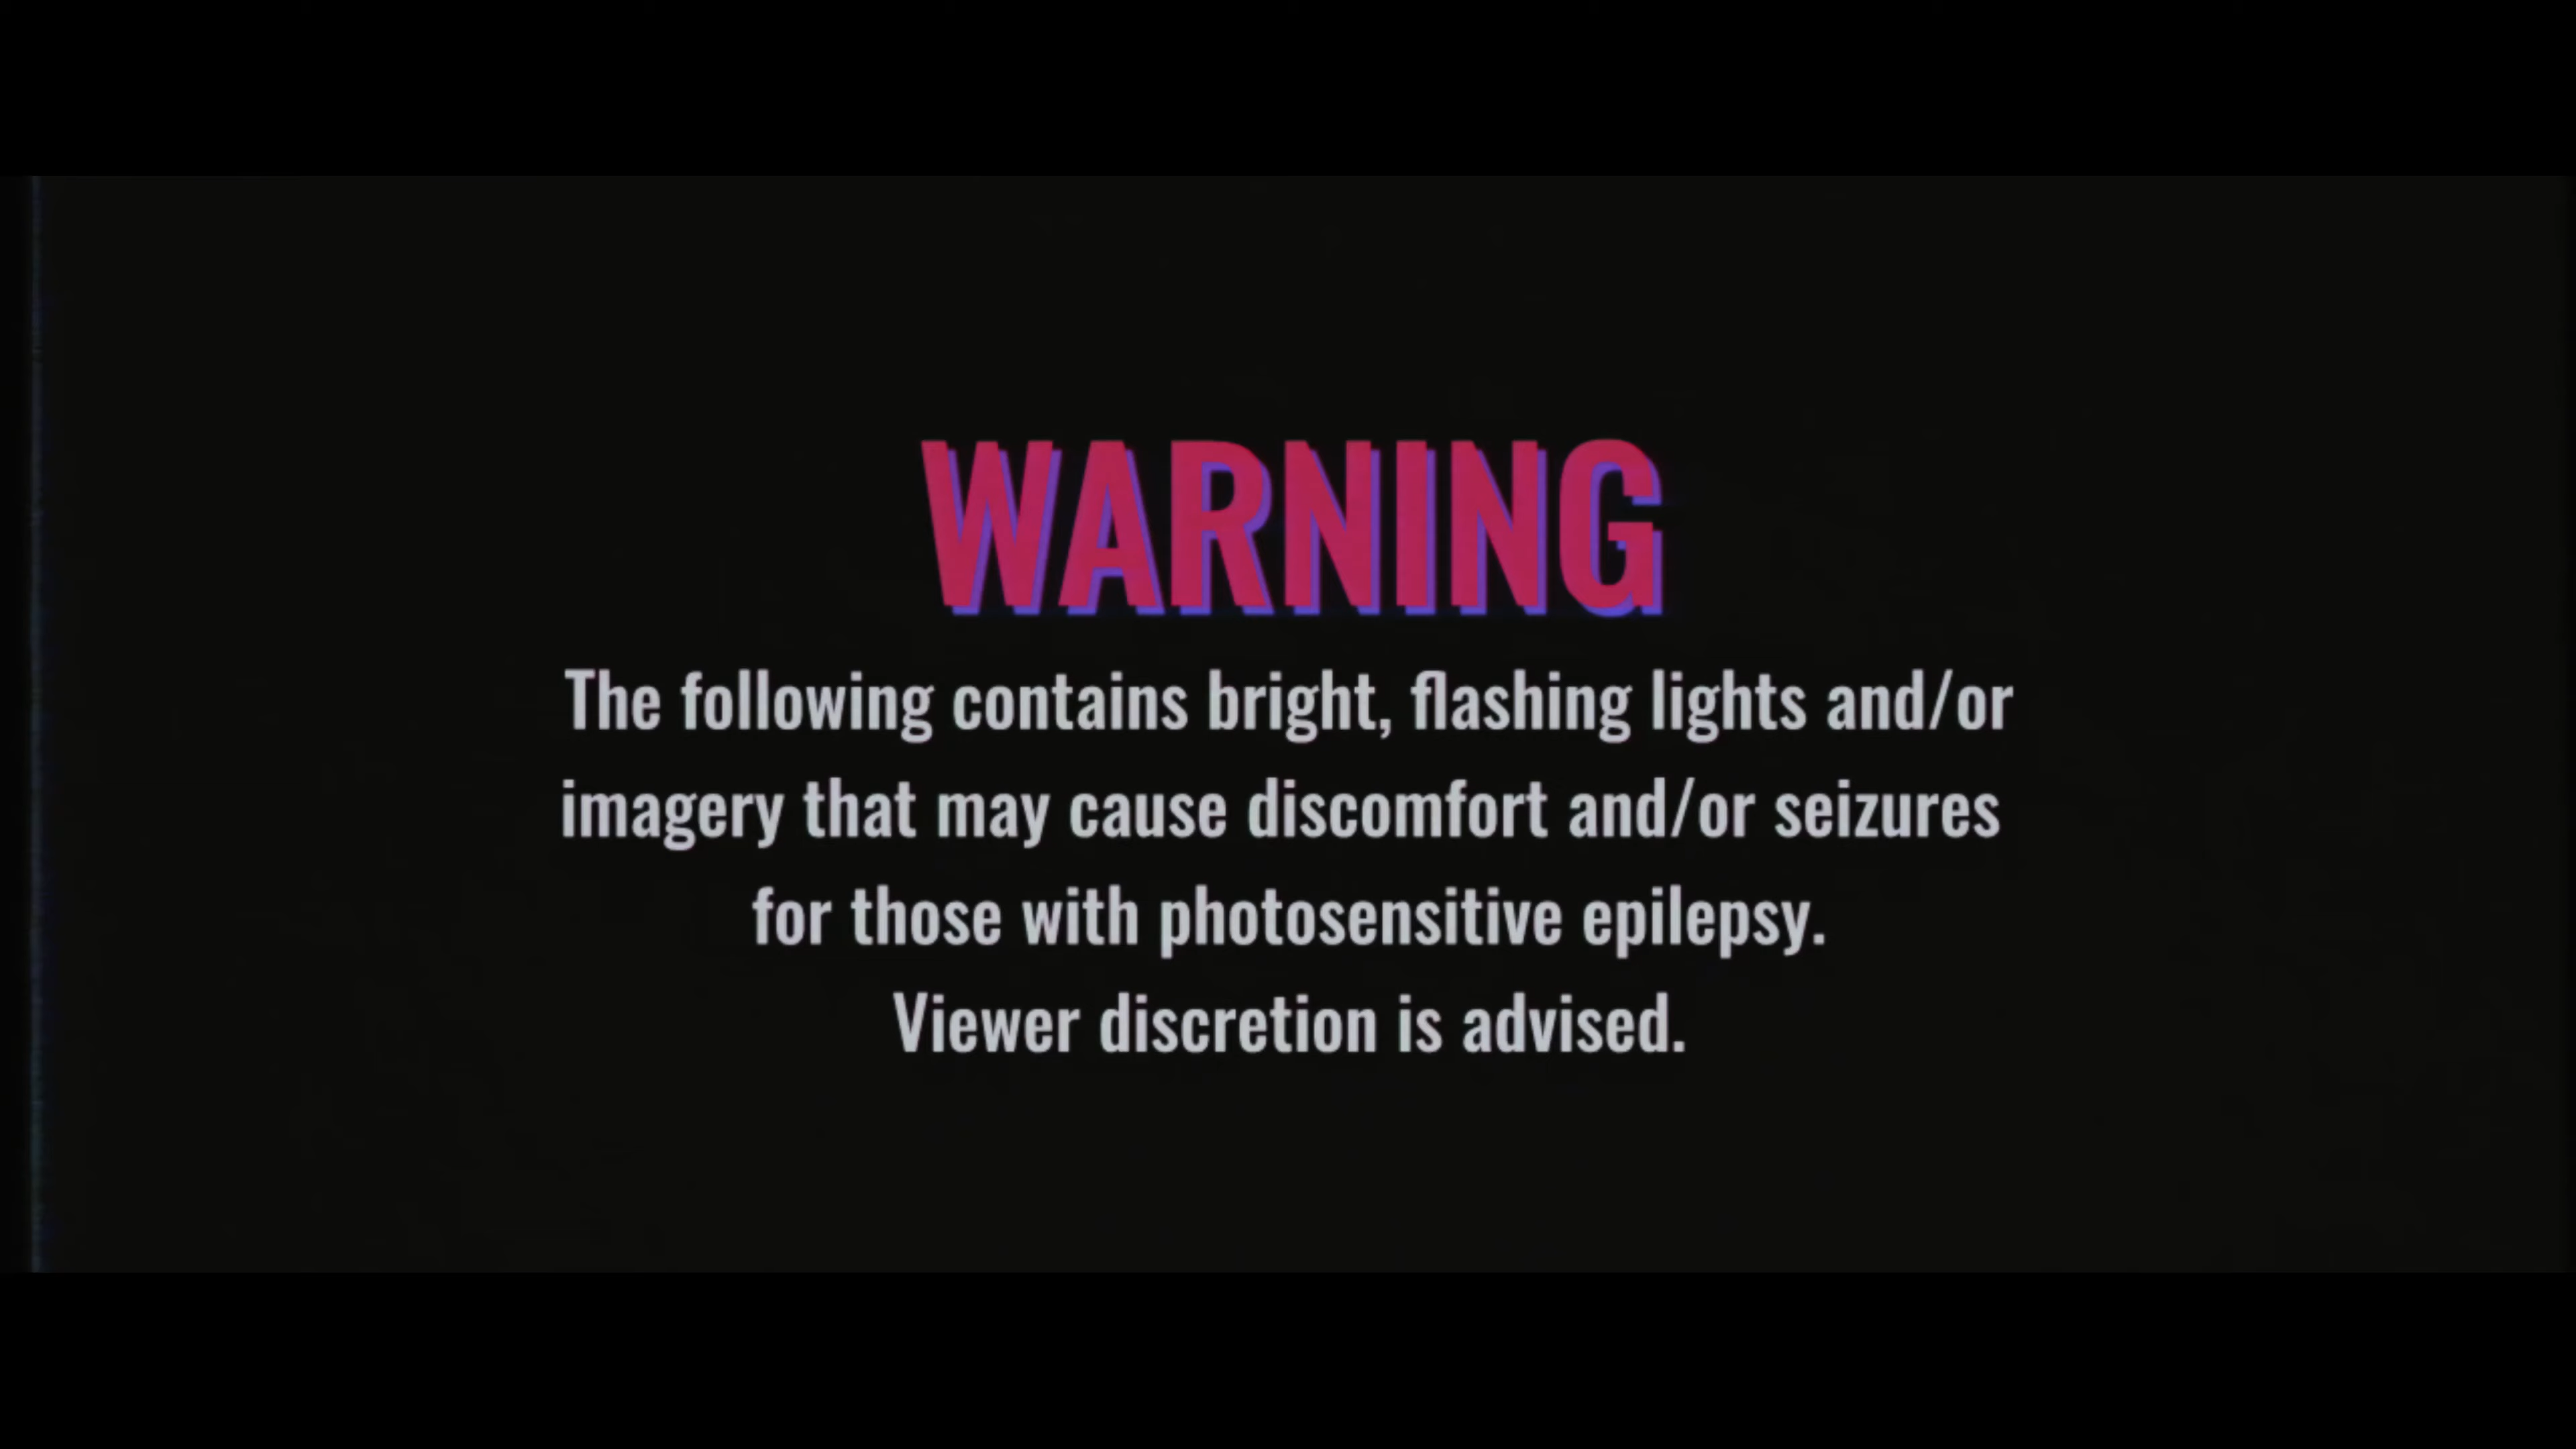 WARNING
The following contains bright, flashing lights and/or
imagery that may cause discomfort and/or seizures
for those with photosensitive epilepsy.
Viewer discretion is advised.